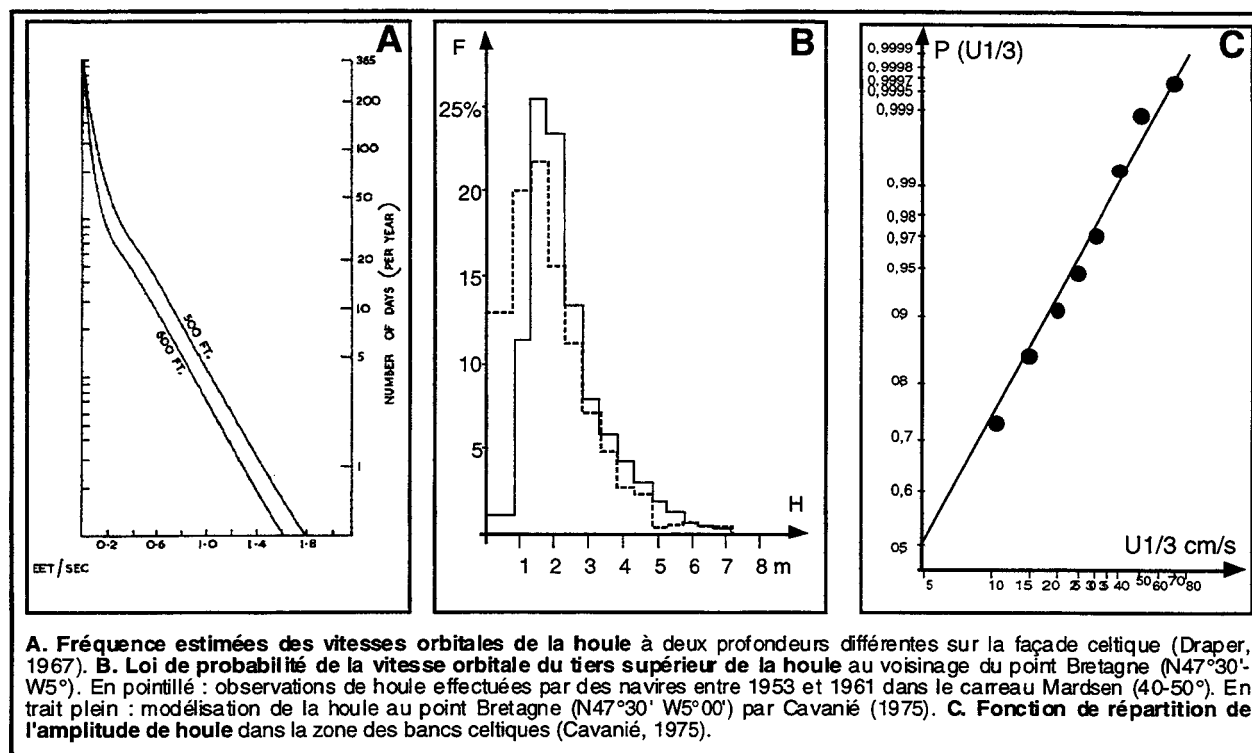 A
365
200
100
50
20
10
5
1
NUMBER OF DAYS (PER YEAR)
500 FT.
600 FT.
0·2 0·6 1·0 1·4 1·8
EET/SEC
B
F
25%
20
15
10
5
H
1 2 3 4 5 6 7 8 m
C
P (U1/3)
0,9999
0,9998
0,9997
0,9995
0,999
0,99
0,98
0,97
0,95
09
08
0,7
0,6
05
U1/3 cm/s
5 10 15 20 25 30 35 40 50 60 70 80
A. Fréquence estimées des vitesses orbitales de la houle à deux profondeurs différentes sur la façade celtique (Draper,
1967). B. Loi de probabilité de la vitesse orbitale du tiers supérieur de la houle au voisinage du point Bretagne (N47°30'-
W5°). En pointillé : observations de houle effectuées par des navires entre 1953 et 1961 dans le carreau Mardsen (40-50°). En
trait plein : modélisation de la houle au point Bretagne (N47°30' W5°00') par Cavanié (1975). C. Fonction de répartition de
l'amplitude de houle dans la zone des bancs celtiques (Cavanié, 1975).